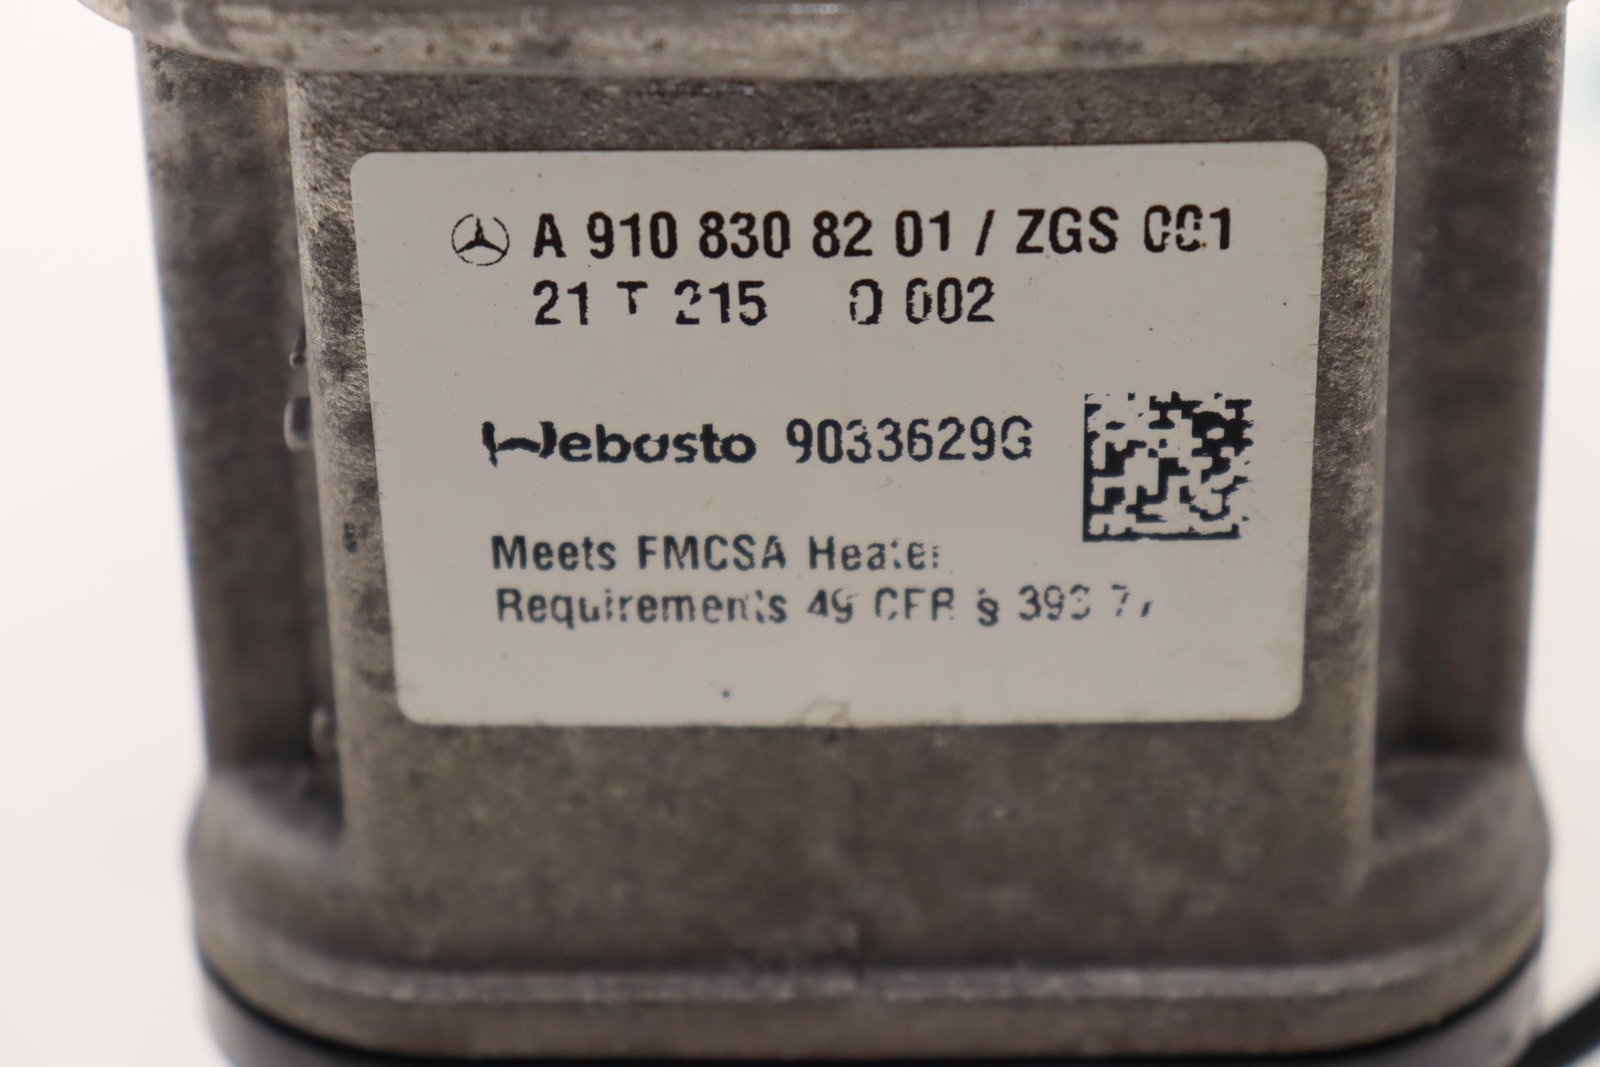 A 910 830 82 01 / ZGS 001
21 T 215 0 002
Webasto 9033629G
Meets FMCSA Heater
Requirements 49 CFR § 393